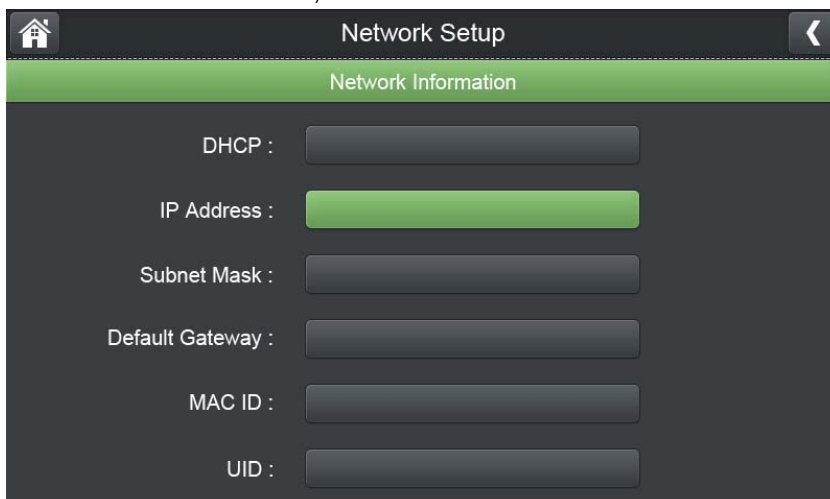 Network Setup
Network Information
DHCP :
IP Address :
Subnet Mask :
Default Gateway :
MAC ID :
UID :